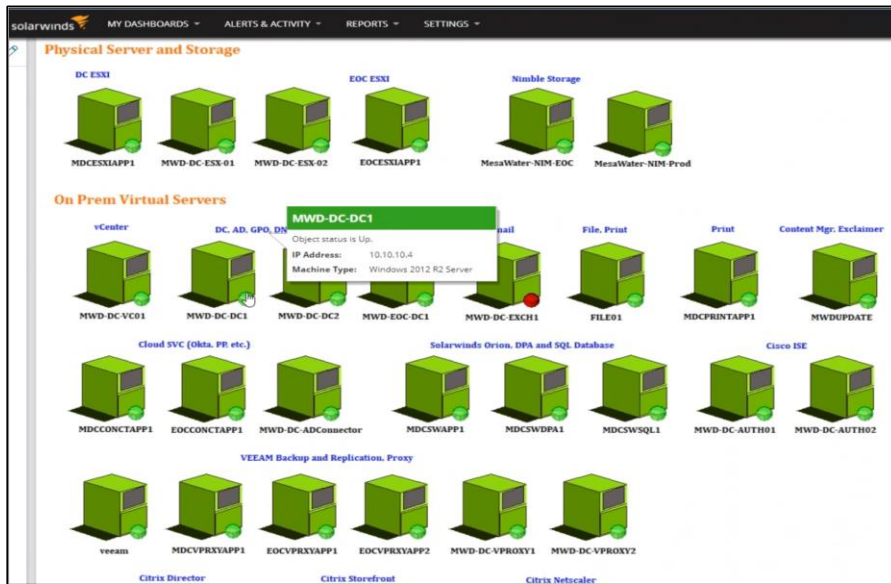 solarwinds MY DASHBOARDS ALERTS & ACTIVITY REPORTS SETTINGS
Physical Server and Storage
DC ESXI EOC ESXI Nimble Storage
MDCESXIAPP1 MWD-DC-ESX-01 MWD-DC-ESX-02 EOCESXIAPP1 MesaWater-NIM-EOC MesaWater-NIM-Prod
On Prem Virtual Servers
MWD-DC-DC1
Object status is Up.
IP Address: 10.10.10.4
Machine Type: Windows 2012 R2 Server
vCenter DC, AD, GPO, DN File, Print Print Content Mgr. Exclaimer
MWD-DC-VC01 MWD-DC-DC1 MWD-DC-DC2 MWD-EOC-DC1 MWD-DC-EXCH1 FILE01 MDCPRINTAPP1 MWDUPDATE
Cloud SVC (Okta, PP, etc.) Solarwinds Orion, DPA and SQL Database Cisco ISE
MDCCONCTAPP1 EOCCONCTAPP1 MWD-DC-ADConnector MDCSWAPP1 MDCSWDPA1 MDCSWSQL1 MWD-DC-AUTH01 MWD-DC-AUTH02
VEEAM Backup and Replication, Proxy
veeam MDCVPRXYAPP1 EOCVPRXYAPP1 EOCVPRXYAPP2 MWD-DC-VPROXY1 MWD-DC-VPROXY2
Citrix Director Citrix Storefront Citrix Netscaler